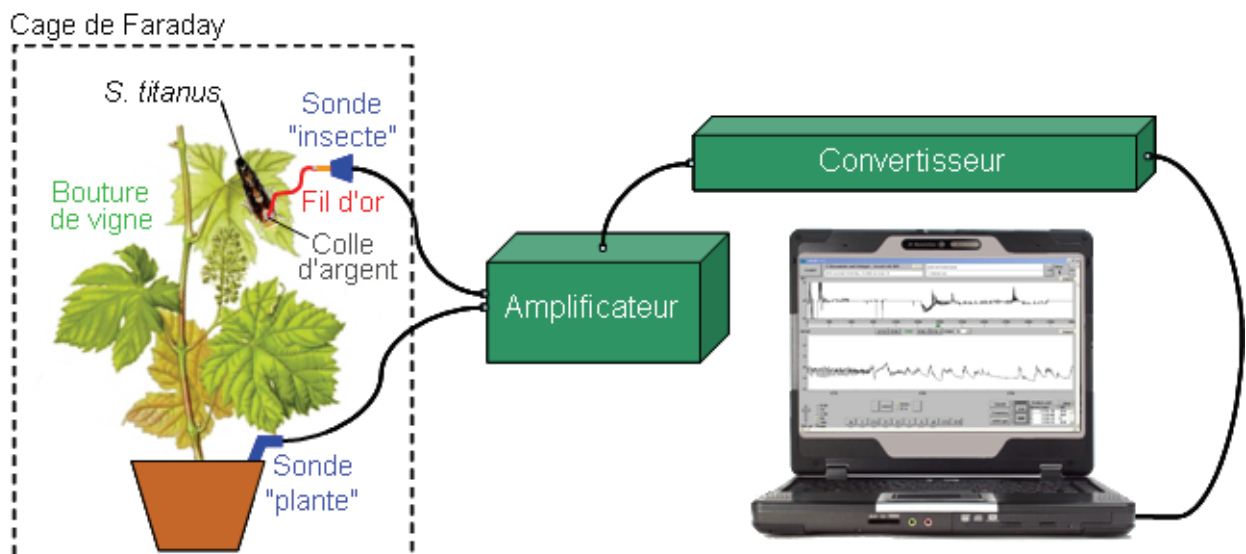 Cage de Faraday
S. titanus
Sonde
"insecte"
Bouture
de vigne
Fil d'or
Colle
d'argent
Sonde
"plante"
Amplificateur
Convertisseur